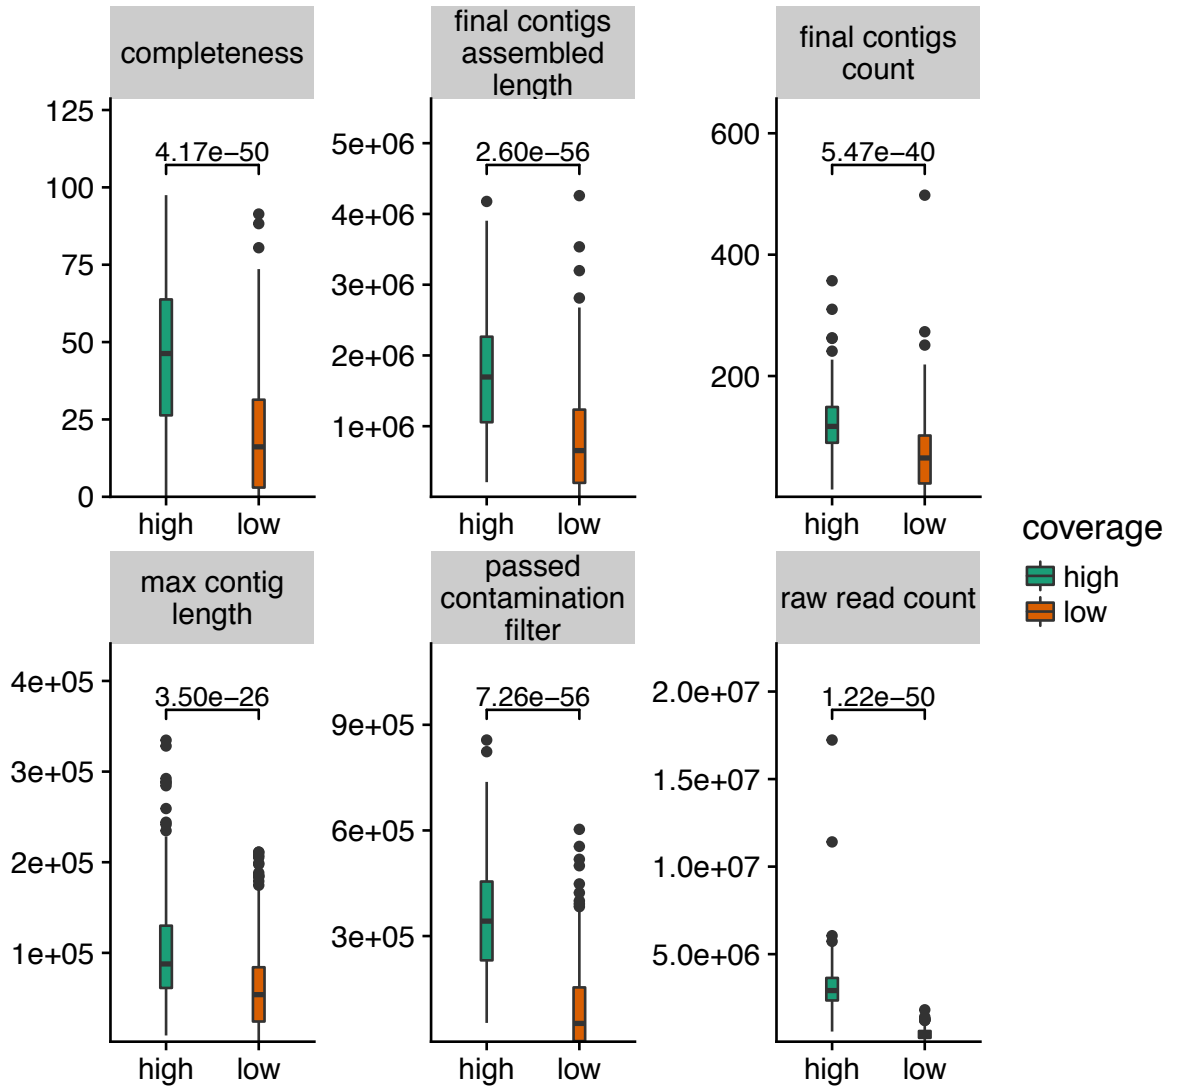 completeness
final contigs
assembled
length
final contigs
count
125
100
75
50
25
0
4.17e−50
high
low
5e+06
4e+06
3e+06
2e+06
1e+06
2.60e−56
high
low
600
400
200
5.47e−40
high
low
coverage
high
low
max contig
length
passed
contamination
filter
raw read count
4e+05
3e+05
2e+05
1e+05
3.50e−26
high
low
9e+05
6e+05
3e+05
7.26e−56
high
low
2.0e+07
1.5e+07
1.0e+07
5.0e+06
1.22e−50
high
low